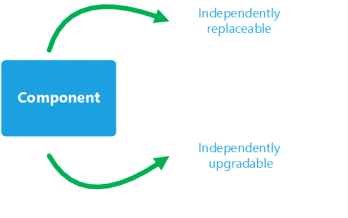 Independently
replaceable
Component
Independently
upgradable